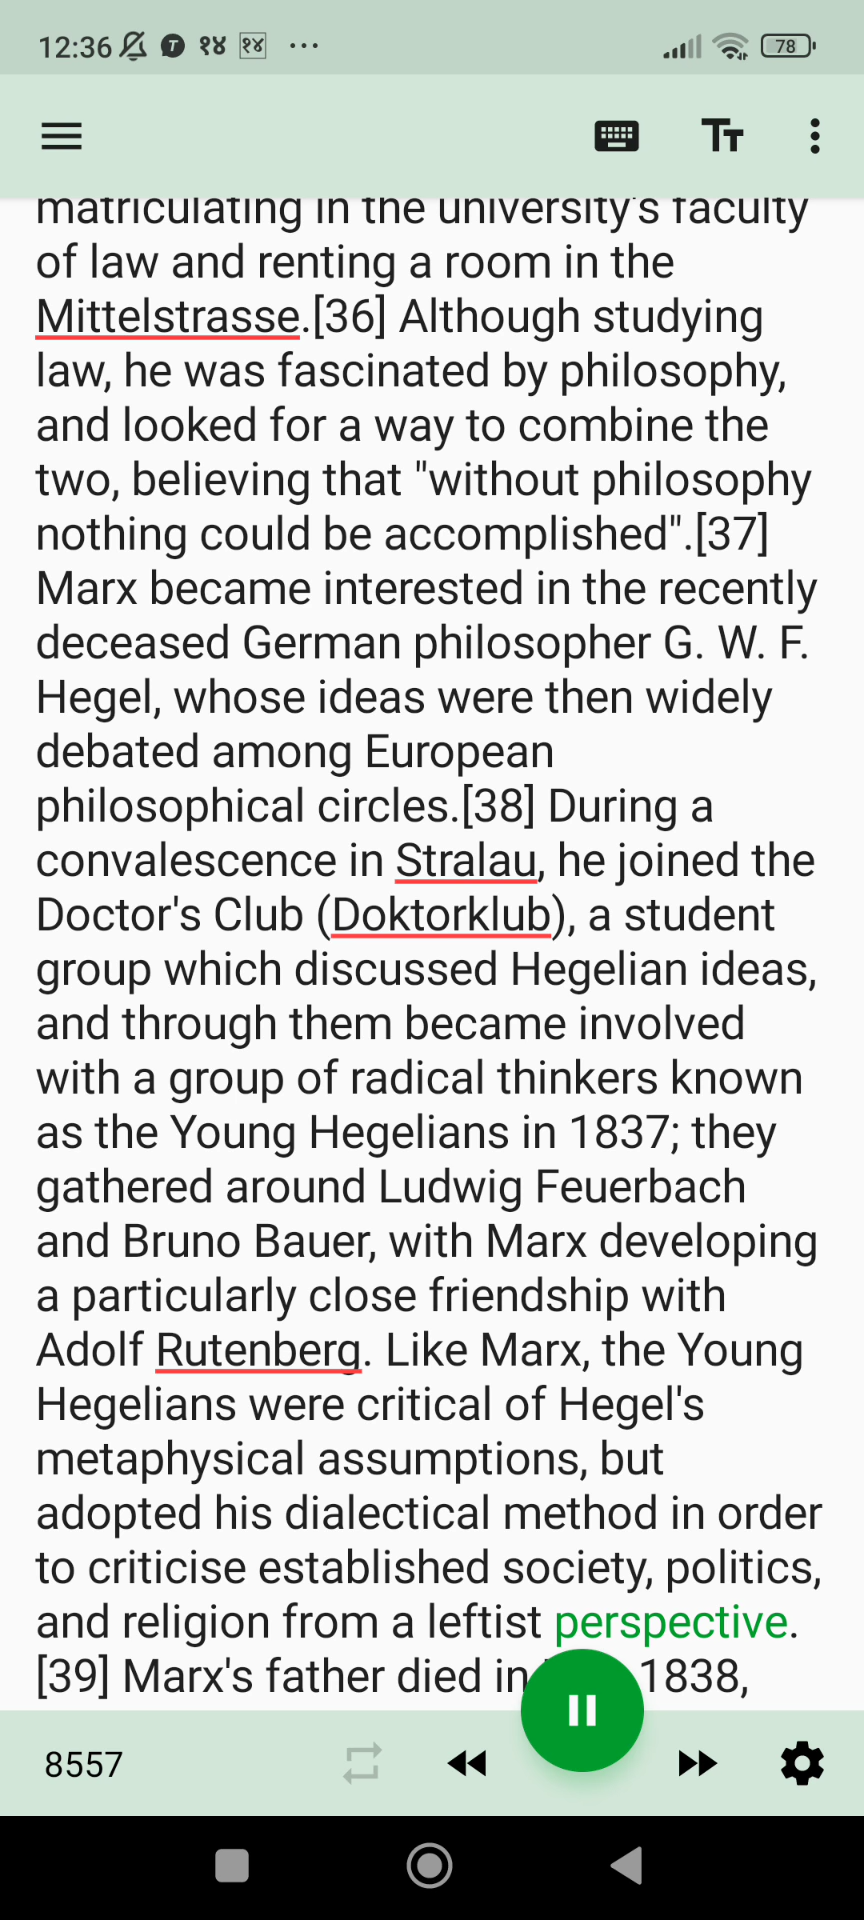 12:36 १४ १४ ... 78
matriculating in the university's faculty
of law and renting a room in the
Mittelstrasse.[36] Although studying
law, he was fascinated by philosophy,
and looked for a way to combine the
two, believing that "without philosophy
nothing could be accomplished".[37]
Marx became interested in the recently
deceased German philosopher G. W. F.
Hegel, whose ideas were then widely
debated among European
philosophical circles.[38] During a
convalescence in Stralau, he joined the
Doctor's Club (Doktorklub), a student
group which discussed Hegelian ideas,
and through them became involved
with a group of radical thinkers known
as the Young Hegelians in 1837; they
gathered around Ludwig Feuerbach
and Bruno Bauer, with Marx developing
a particularly close friendship with
Adolf Rutenberg. Like Marx, the Young
Hegelians were critical of Hegel's
metaphysical assumptions, but
adopted his dialectical method in order
to criticise established society, politics,
and religion from a leftist perspective.
[39] Marx's father died in 1838,
8557